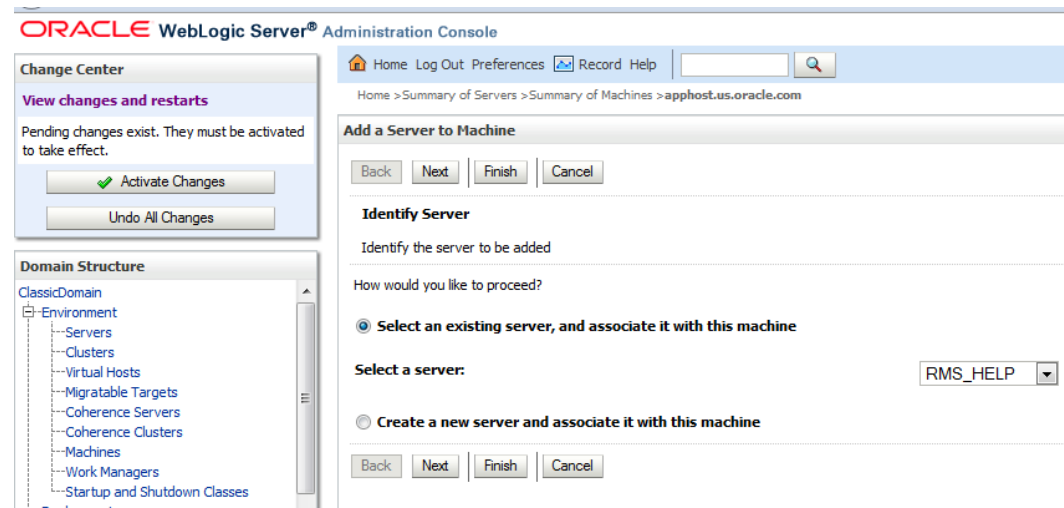 ORACLE WebLogic Server® Administration Console
Change Center
View changes and restarts
Pending changes exist. They must be activated
to take effect.
Activate Changes
Undo All Changes
Domain Structure
ClassicDomain
Environment
Servers
Clusters
Virtual Hosts
Migratable Targets
Coherence Servers
Coherence Clusters
Machines
Work Managers
Startup and Shutdown Classes
Home Log Out Preferences Record Help
Home >Summary of Servers >Summary of Machines >apphost.us.oracle.com
Add a Server to Machine
Back Next Finish Cancel
Identify Server
Identify the server to be added
How would you like to proceed?
Select an existing server, and associate it with this machine
Select a server: RMS_HELP
Create a new server and associate it with this machine
Back Next Finish Cancel